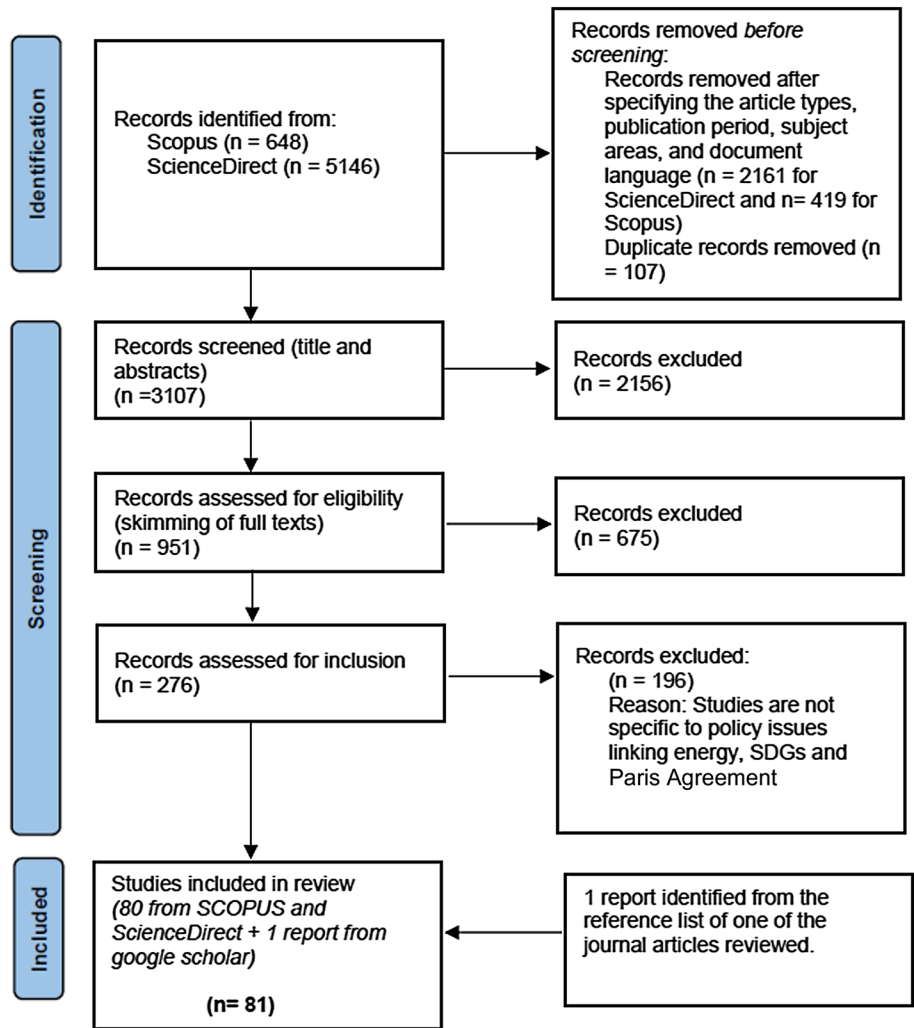 Identification
Records identified from:
Scopus (n = 648)
ScienceDirect (n = 5146)
Records removed before
screening:
Records removed after
specifying the article types,
publication period, subject
areas, and document
language (n = 2161 for
ScienceDirect and n= 419 for
Scopus)
Duplicate records removed (n
= 107)
Screening
Records screened (title and
abstracts)
(n =3107)
Records excluded
(n = 2156)
Records assessed for eligibility
(skimming of full texts)
(n = 951)
Records excluded
(n = 675)
Records assessed for inclusion
(n = 276)
Records excluded:
(n = 196)
Reason: Studies are not
specific to policy issues
linking energy, SDGs and
Paris Agreement
Included
Studies included in review
(80 from SCOPUS and
ScienceDirect + 1 report from
google scholar)
(n= 81)
1 report identified from the
reference list of one of the
journal articles reviewed.